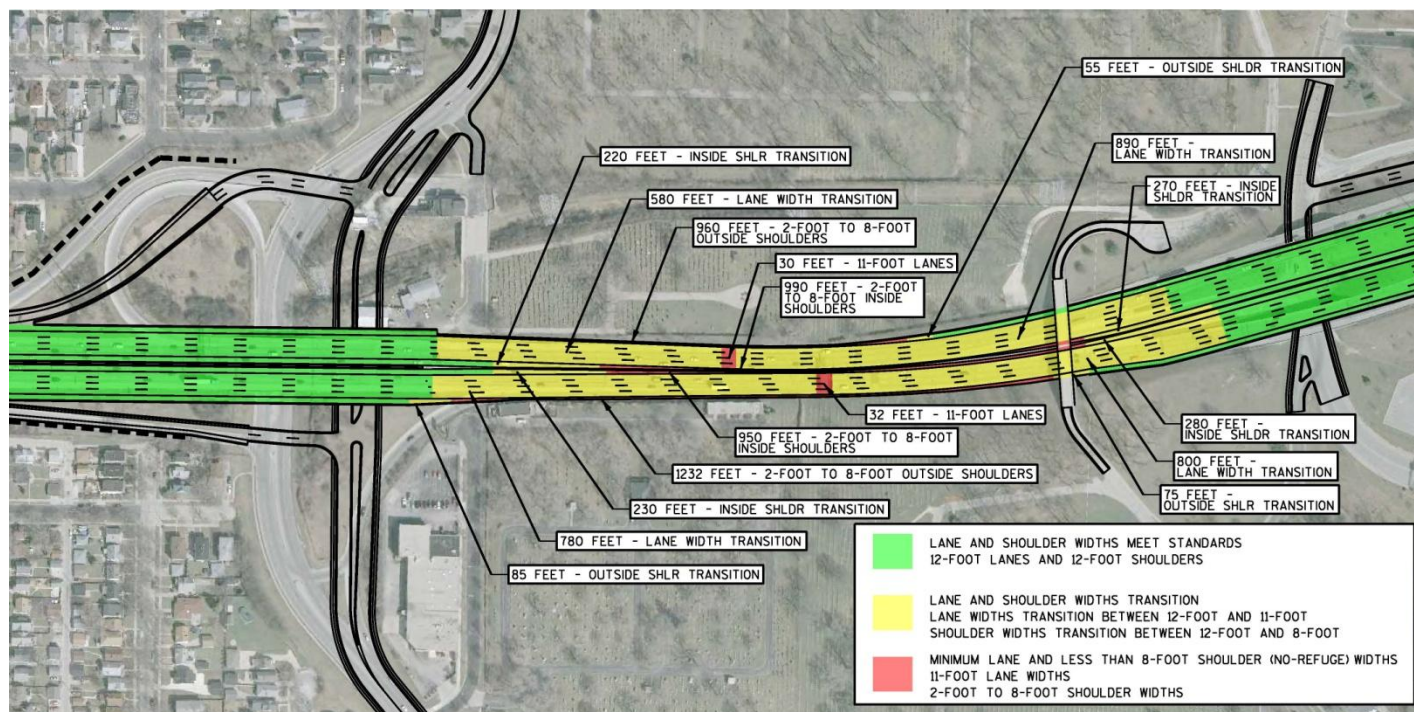 55 FEET - OUTSIDE SHLDR TRANSITION
890 FEET -
LANE WIDTH TRANSITION
220 FEET - INSIDE SHLR TRANSITION
270 FEET - INSIDE
SHLDR TRANSITION
580 FEET - LANE WIDTH TRANSITION
960 FEET - 2-FOOT TO 8-FOOT
OUTSIDE SHOULDERS
30 FEET - 11-FOOT LANES
990 FEET - 2-FOOT
TO 8-FOOT INSIDE
SHOULDERS
32 FEET - 11-FOOT LANES
280 FEET -
INSIDE SHLDR TRANSITION
950 FEET - 2-FOOT TO 8-FOOT
INSIDE SHOULDERS
800 FEET -
LANE WIDTH TRANSITION
1232 FEET - 2-FOOT TO 8-FOOT OUTSIDE SHOULDERS
75 FEET -
OUTSIDE SHLR TRANSITION
230 FEET - INSIDE SHLDR TRANSITION
780 FEET - LANE WIDTH TRANSITION
85 FEET - OUTSIDE SHLR TRANSITION
LANE AND SHOULDER WIDTHS MEET STANDARDS
12-FOOT LANES AND 12-FOOT SHOULDERS
LANE AND SHOULDER WIDTHS TRANSITION
LANE WIDTHS TRANSITION BETWEEN 12-FOOT AND 11-FOOT
SHOULDER WIDTHS TRANSITION BETWEEN 12-FOOT AND 8-FOOT
MINIMUM LANE AND LESS THAN 8-FOOT SHOULDER (NO-REFUGE) WIDTHS
11-FOOT LANE WIDTHS
2-FOOT TO 8-FOOT SHOULDER WIDTHS